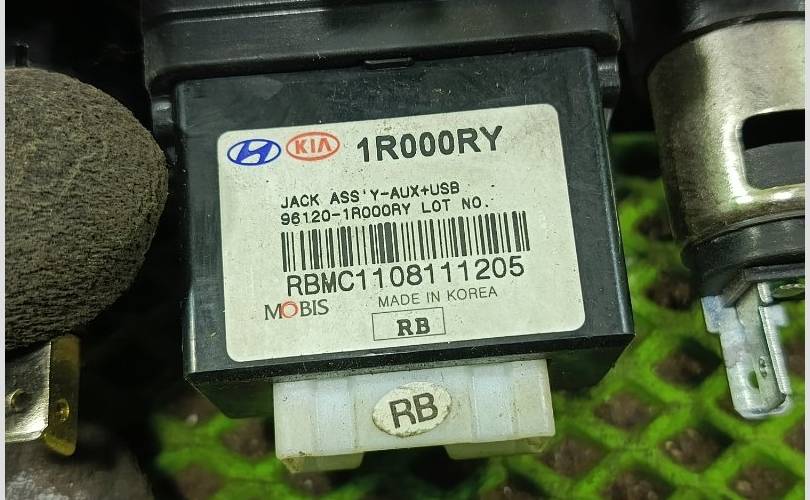 KIA 1R000RY
JACK ASS'Y-AUX+USB
96120-1R000RY LOT NO.
RBMC1108111205
MOBIS MADE IN KOREA
RB
RB